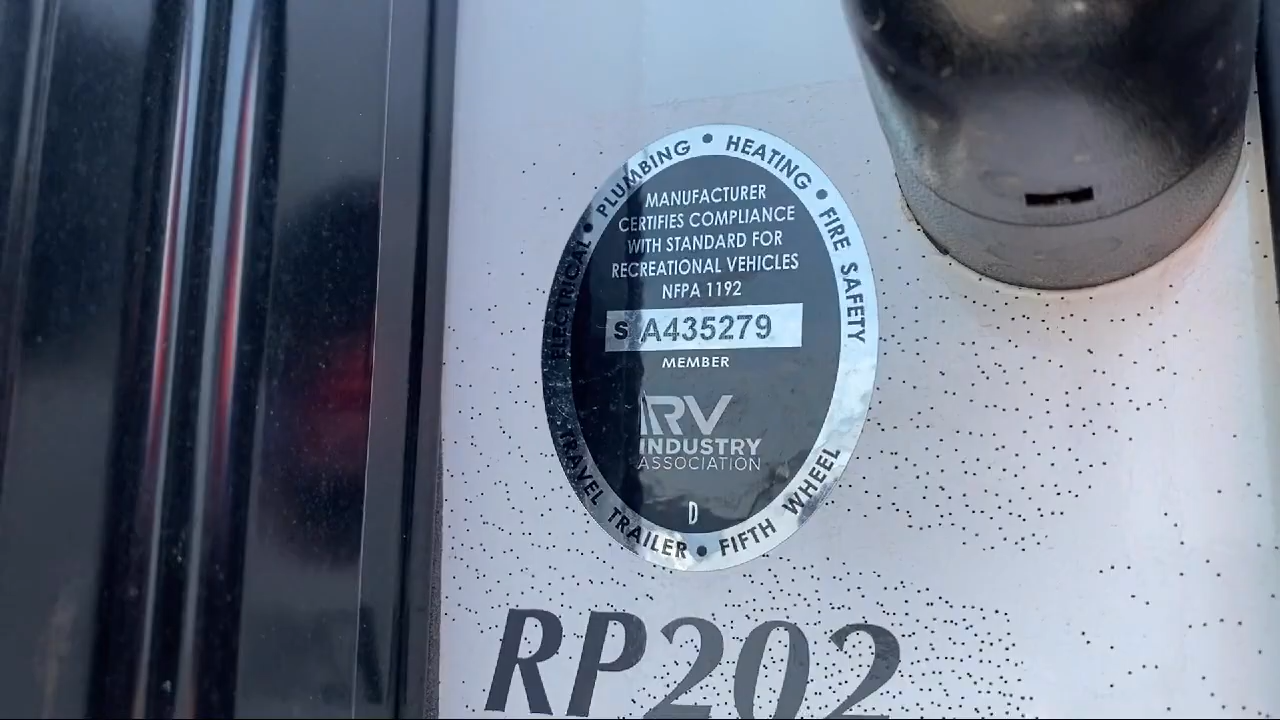 PLUMBING • HEATING • FIRE SAFETY
ELECTRICAL •
MANUFACTURER
CERTIFIES COMPLIANCE
WITH STANDARD FOR
RECREATIONAL VEHICLES
NFPA 1192
S A435279
MEMBER
RV
INDUSTRY
ASSOCIATION
D
TRAVEL TRAILER • FIFTH WHEEL
RP202